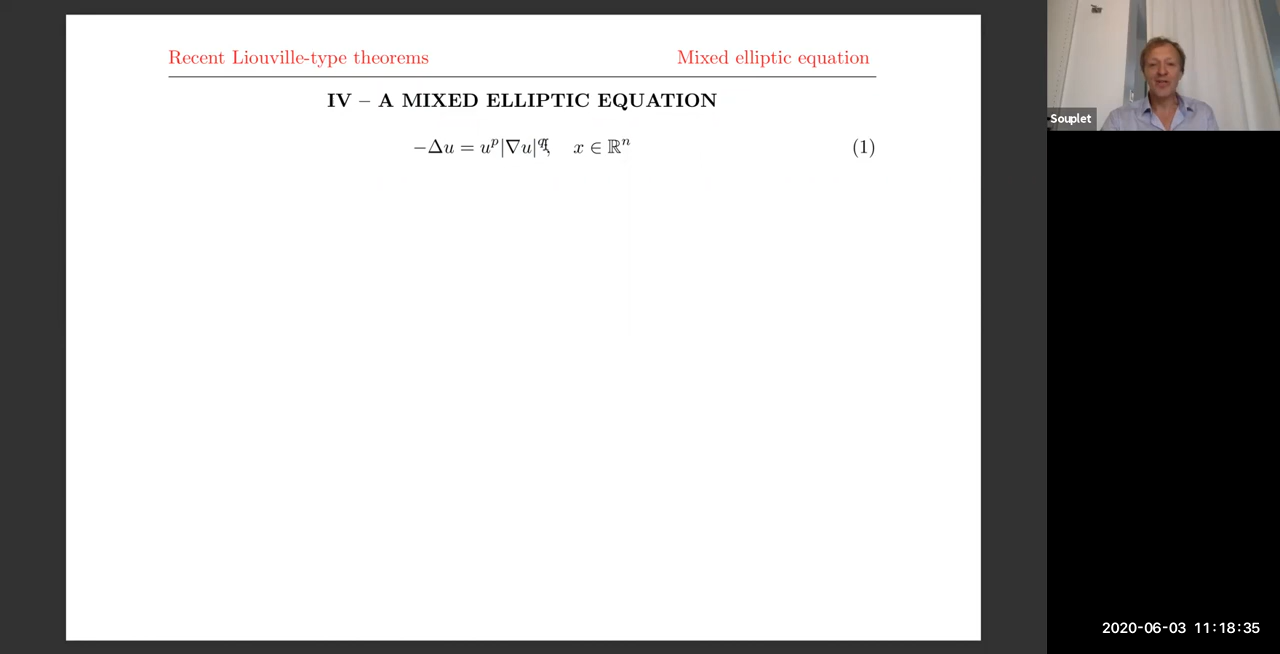 Recent Liouville-type theorems Mixed elliptic equation
IV – A MIXED ELLIPTIC EQUATION
−Δu = u^p|∇u|^q, x ∈ ℝ^n (1)
Souplet
2020-06-03 11:18:35